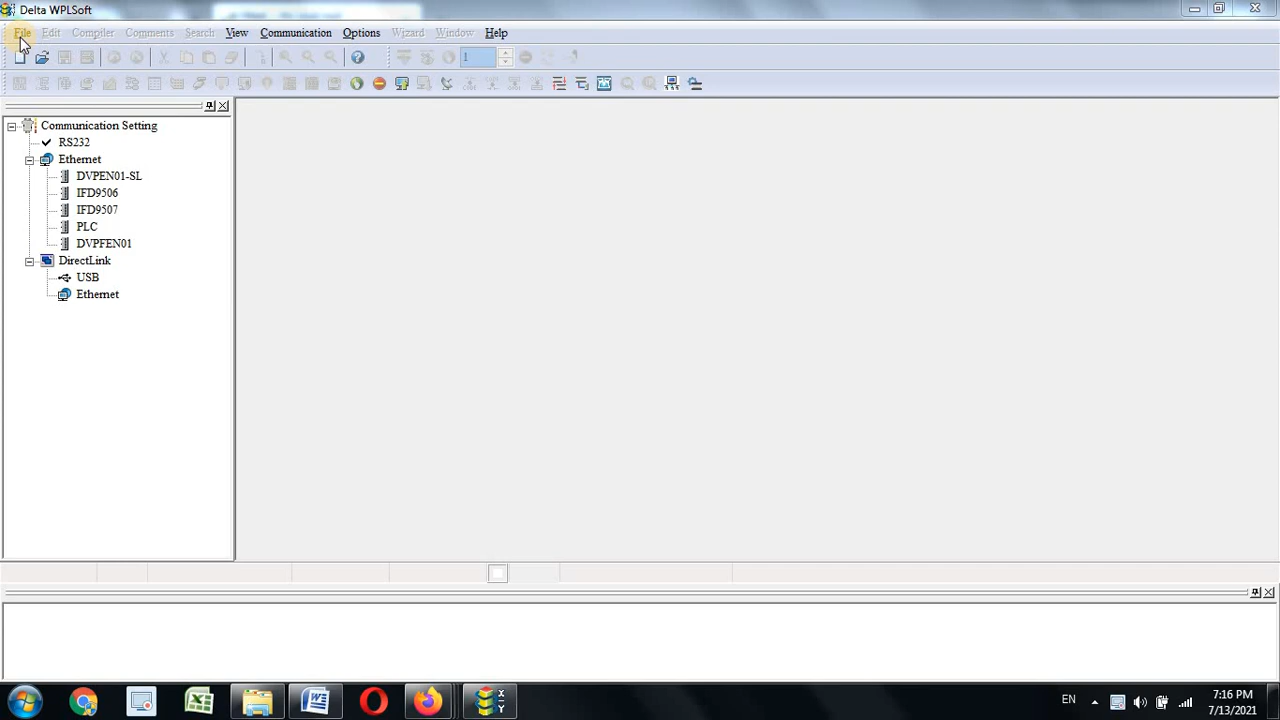 Delta WPLSoft
File Edit Compiler Comments Search View Communication Options Wizard Window Help
1
Communication Setting
RS232
Ethernet
DVPEN01-SL
IFD9506
IFD9507
PLC
DVPFEN01
DirectLink
USB
Ethernet
EN
7:16 PM
7/13/2021